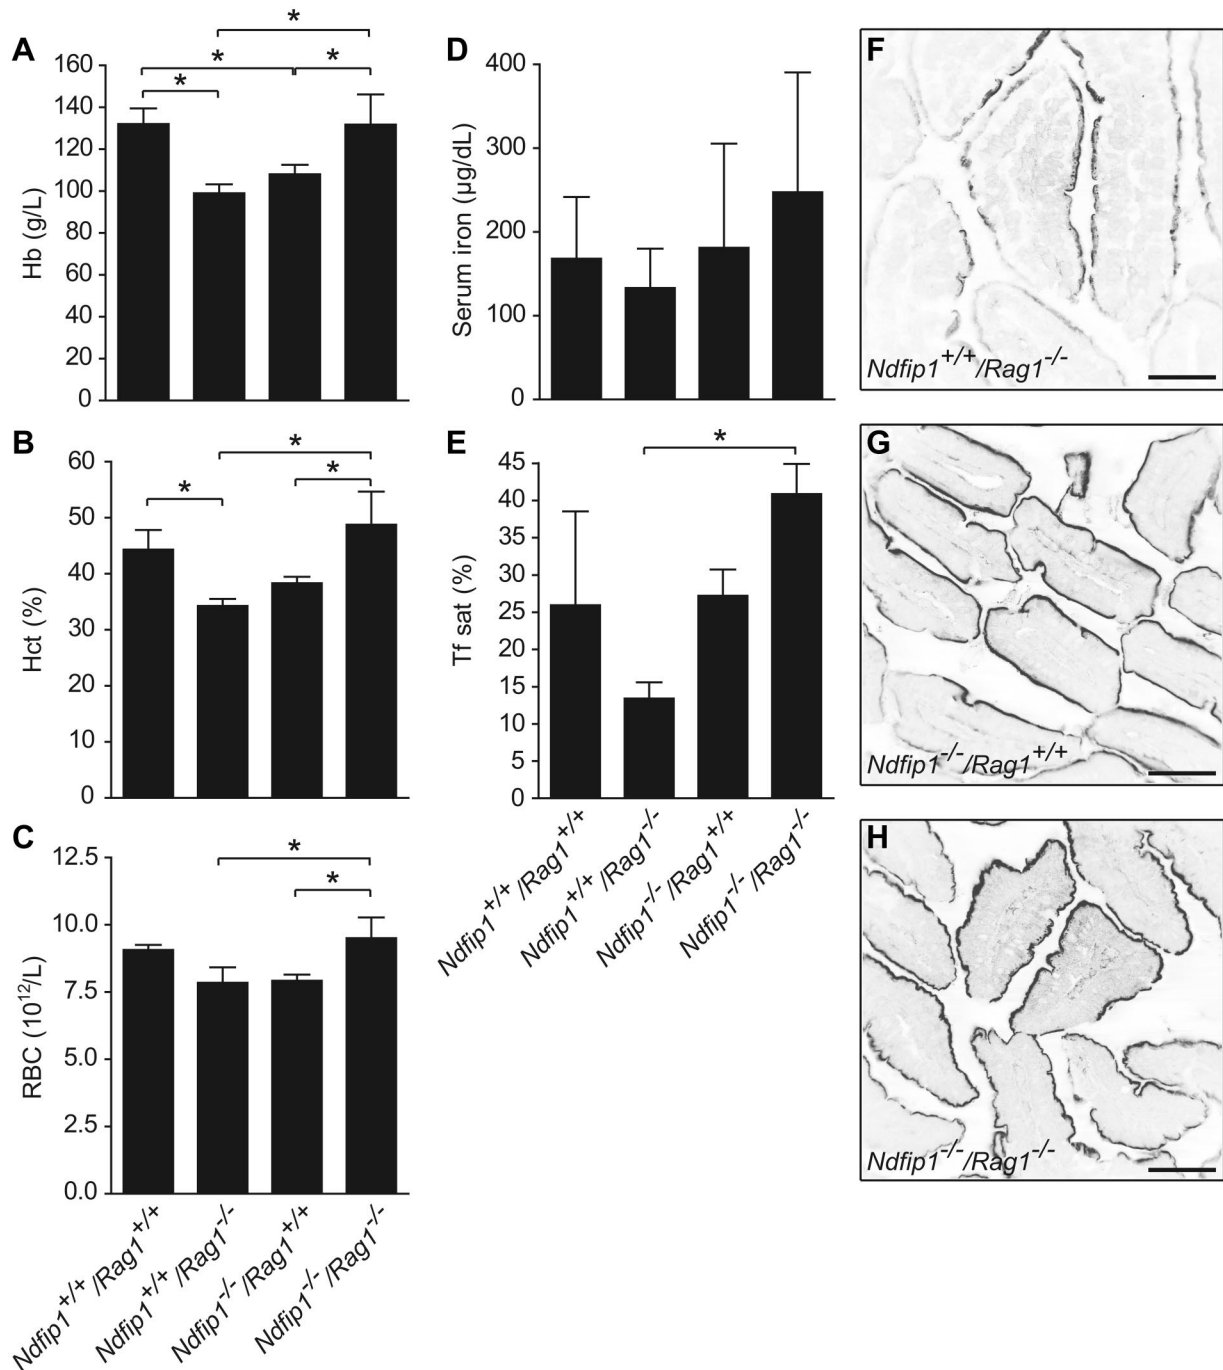 A
Hb (g/L)
160
140
120
100
80
60
40
20
0
* * * *
B
Hct (%)
60
50
40
30
20
10
0
* * *
C
RBC (10^12/L)
12.5
10.0
7.5
5.0
2.5
0.0
* *
Ndfip1+/+/Rag1+/+
Ndfip1+/+/Rag1-/-
Ndfip1-/-/Rag1+/+
Ndfip1-/-/Rag1-/-
D
Serum iron (µg/dL)
400
300
200
100
0
E
Tf sat (%)
45
40
35
30
25
20
15
10
5
0
*
Ndfip1+/+/Rag1+/+
Ndfip1+/+/Rag1-/-
Ndfip1-/-/Rag1+/+
Ndfip1-/-/Rag1-/-
F
Ndfip1+/+/Rag1-/-
G
Ndfip1-/-/Rag1+/+
H
Ndfip1-/-/Rag1-/-